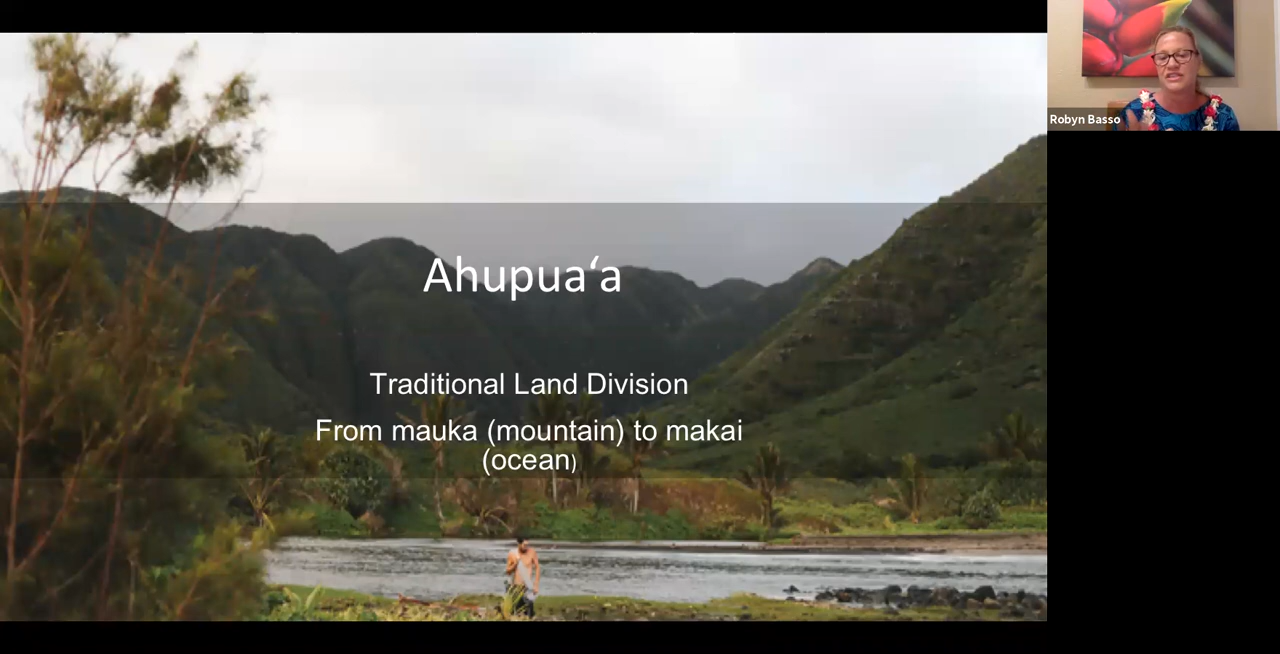 Ahupuaʻa
Traditional Land Division
From mauka (mountain) to makai
(ocean)
Robyn Basso